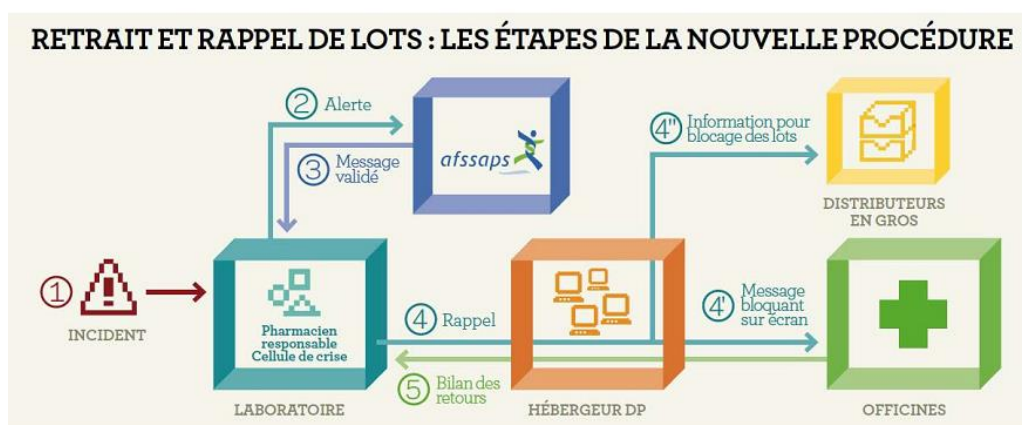 RETRAIT ET RAPPEL DE LOTS : LES ÉTAPES DE LA NOUVELLE PROCÉDURE
2 Alerte
3 Message
validé
afssaps
4" Information pour
blocage des lots
DISTRIBUTEURS
EN GROS
1
INCIDENT
Pharmacien
responsable
Cellule de crise
LABORATOIRE
4 Rappel
HÉBERGEUR DP
4' Message
bloquant
sur écran
5 Bilan des
retours
OFFICINES